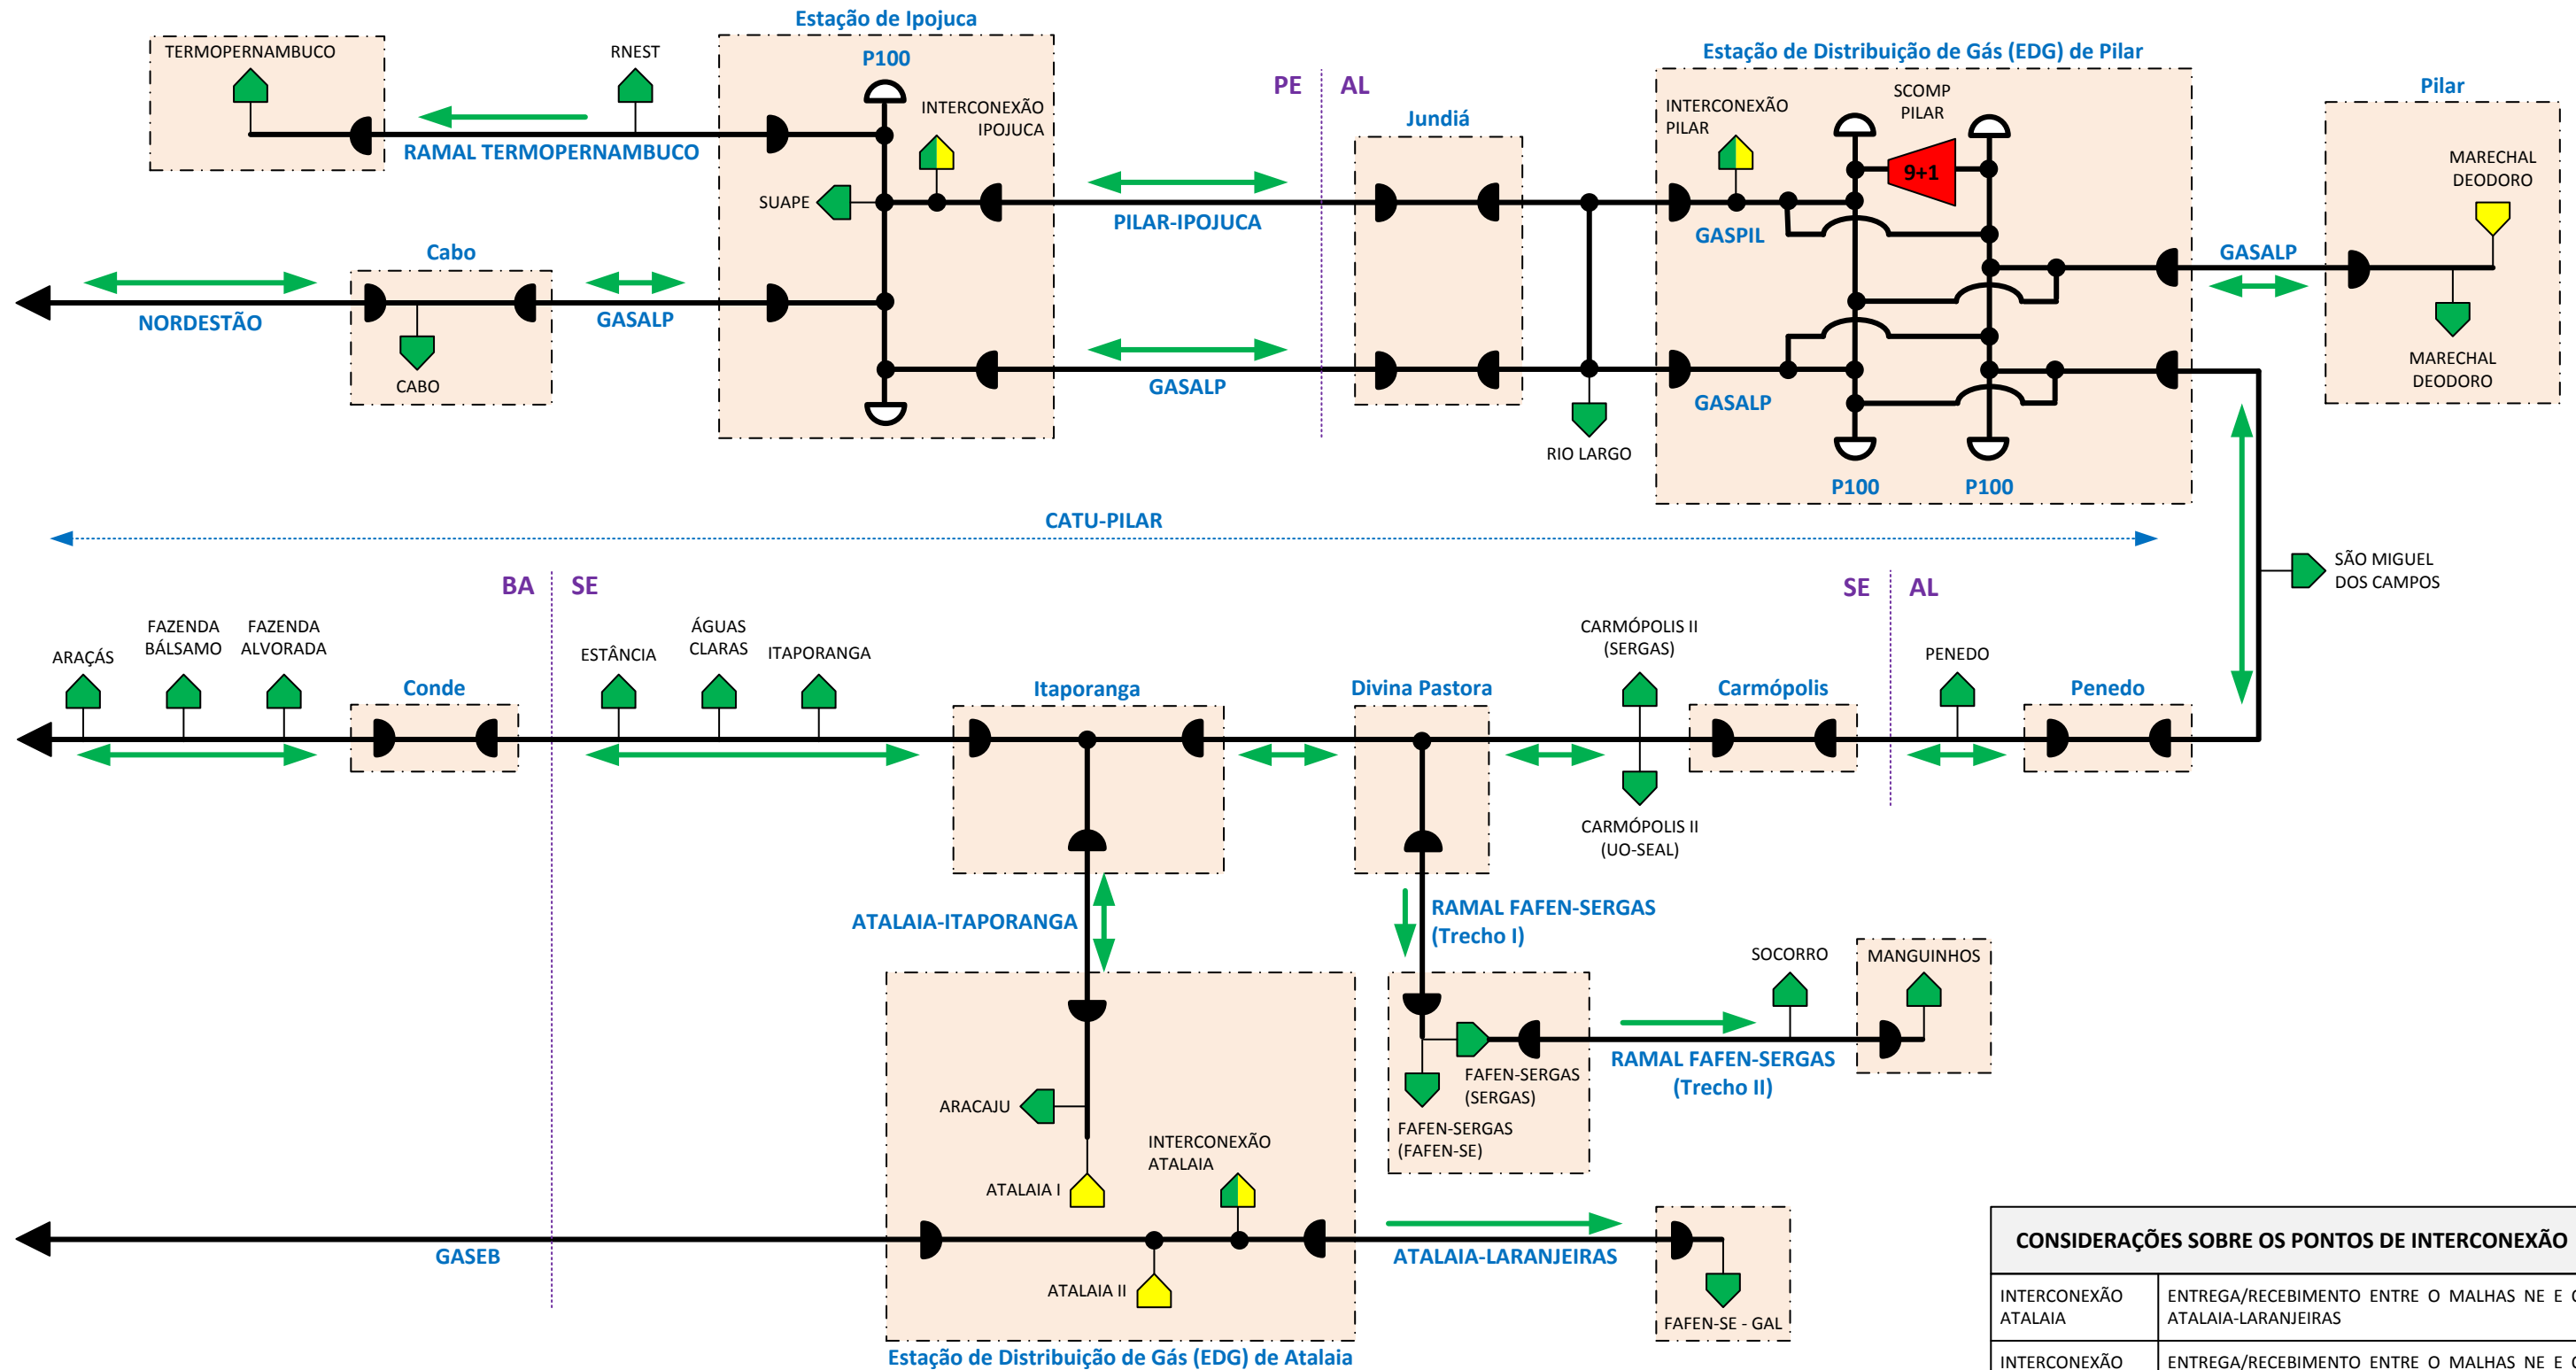 Estação de Ipojuca
TERMOPERNAMBUCO
RNEST
P100
Estação de Distribuição de Gás (EDG) de Pilar
PE
AL
Pilar
INTERCONEXÃO
IPOJUCA
Jundiá
INTERCONEXÃO
PILAR
SCOMP
PILAR
9+1
MARECHAL
DEODORO
RAMAL TERMOPERNAMBUCO
SUAPE
PILAR-IPOJUCA
GASPIL
Cabo
GASALP
NORDESTÃO
GASALP
CABO
GASALP
GASALP
MARECHAL
DEODORO
RIO LARGO
P100
P100
CATU-PILAR
SÃO MIGUEL
DOS CAMPOS
BA
SE
SE
AL
ARAÇÁS
FAZENDA
BÁLSAMO
FAZENDA
ALVORADA
ESTÂNCIA
ÁGUAS
CLARAS
ITAPORANGA
CARMÓPOLIS II
(SERGAS)
PENEDO
Conde
Itaporanga
Divina Pastora
Carmópolis
Penedo
CARMÓPOLIS II
(UO-SEAL)
ATALAIA-ITAPORANGA
RAMAL FAFEN-SERGAS
(Trecho I)
SOCORRO
MANGUINHOS
RAMAL FAFEN-SERGAS
(Trecho II)
FAFEN-SERGAS
(SERGAS)
FAFEN-SERGAS
(FAFEN-SE)
ARACAJU
INTERCONEXÃO
ATALAIA
ATALAIA I
GASEB
ATALAIA II
ATALAIA-LARANJEIRAS
FAFEN-SE - GAL
Estação de Distribuição de Gás (EDG) de Atalaia
CONSIDERAÇÕES SOBRE OS PONTOS DE INTERCONEXÃO
INTERCONEXÃO
ATALAIA
ENTREGA/RECEBIMENTO ENTRE O MALHAS NE E
ATALAIA-LARANJEIRAS
INTERCONEXÃO
ENTREGA/RECEBIMENTO ENTRE O MALHAS NE E